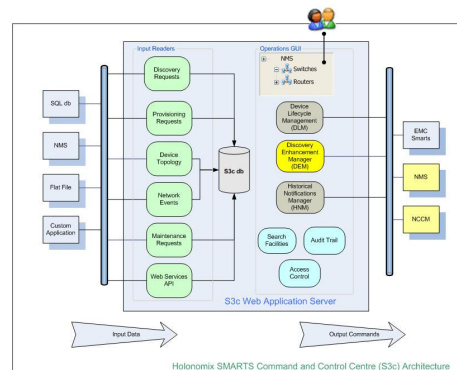 Input Readers
Operations GUI
Discovery
Requests
NMS
Switches
Routers
SQL db
Provisioning
Requests
Device
Lifecycle
Management
(DLM)
EMC
Smarts
NMS
Device
Topology
S3c db
Discovery
Enhancement
Manager
(DEM)
NMS
Flat File
Network
Events
Historical
Notifications
Manager
(HNM)
NCCM
Custom
Application
Maintenance
Requests
Search
Facilities
Audit Trail
Web Services
API
Access
Control
S3c Web Application Server
Input Data
Output Commands
Holonomix SMARTS Command and Control Centre (S3c) Architecture